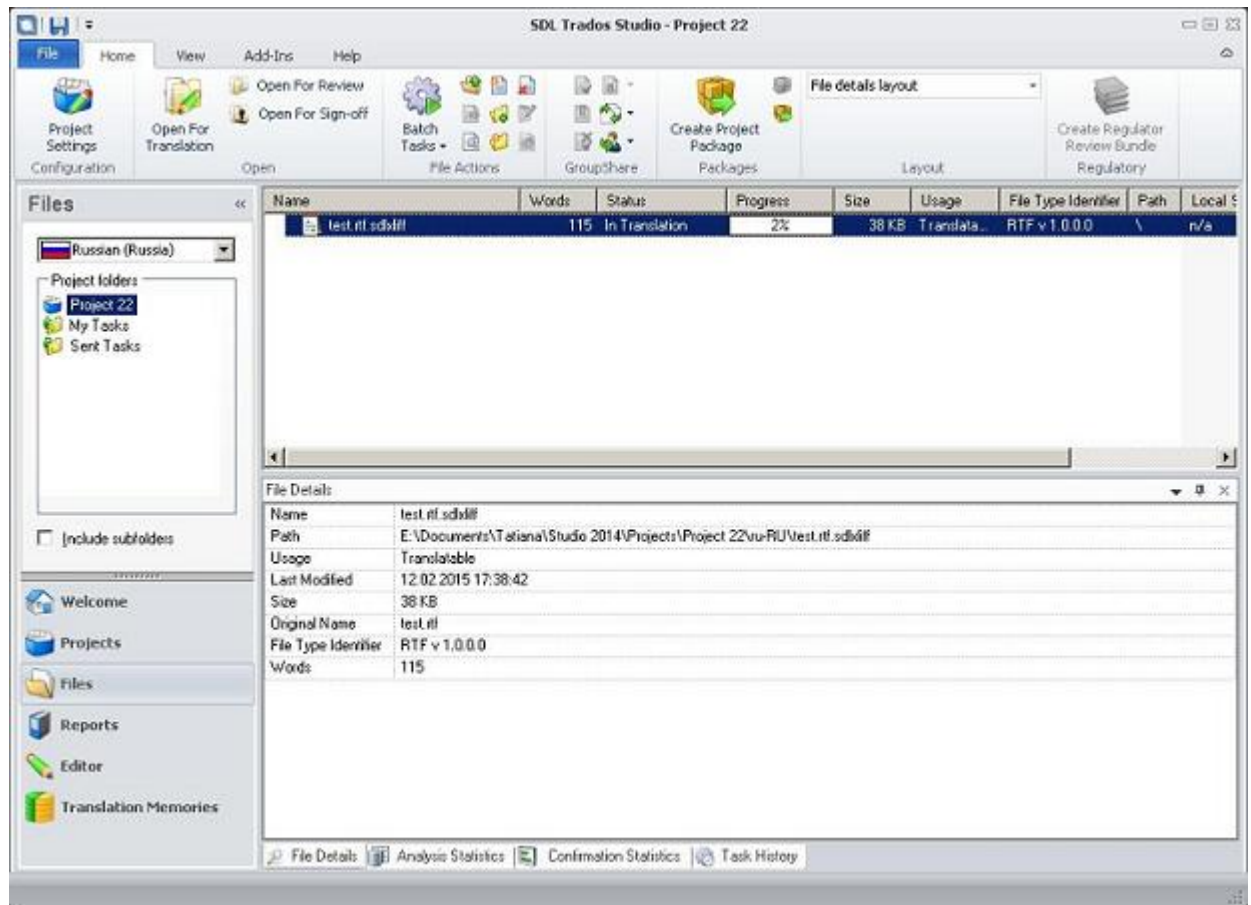 SDL Trados Studio - Project 22
File Home View Add-Ins Help
Project Settings
Configuration
Open For Translation
Open For Review
Open For Sign-off
Open
Batch Tasks
File Actions
GroupShare
Create Project Package
Packages
File details layout
Layout
Create Regulator Review Bundle
Regulatory
Files
Russian (Russia)
Project folders
Project 22
My Tasks
Sent Tasks
Include subfolders
Welcome
Projects
Files
Reports
Editor
Translation Memories
Name Words Status Progress Size Usage File Type Identifier Path Local S
test.rtf.sdlxliff 115 In Translation 2% 38 KB Translata... RTF v 1.0.0.0 \ n/a
File Details
Name test.rtf.sdlxliff
Path E:\Documents\Tatiana\Studio 2014\Projects\Project 22\ru-RU\test.rtf.sdlxliff
Usage Translatable
Last Modified 12.02.2015 17:38:42
Size 38 KB
Original Name test.rtf
File Type Identifier RTF v 1.0.0.0
Words 115
File Details Analysis Statistics Confirmation Statistics Task History